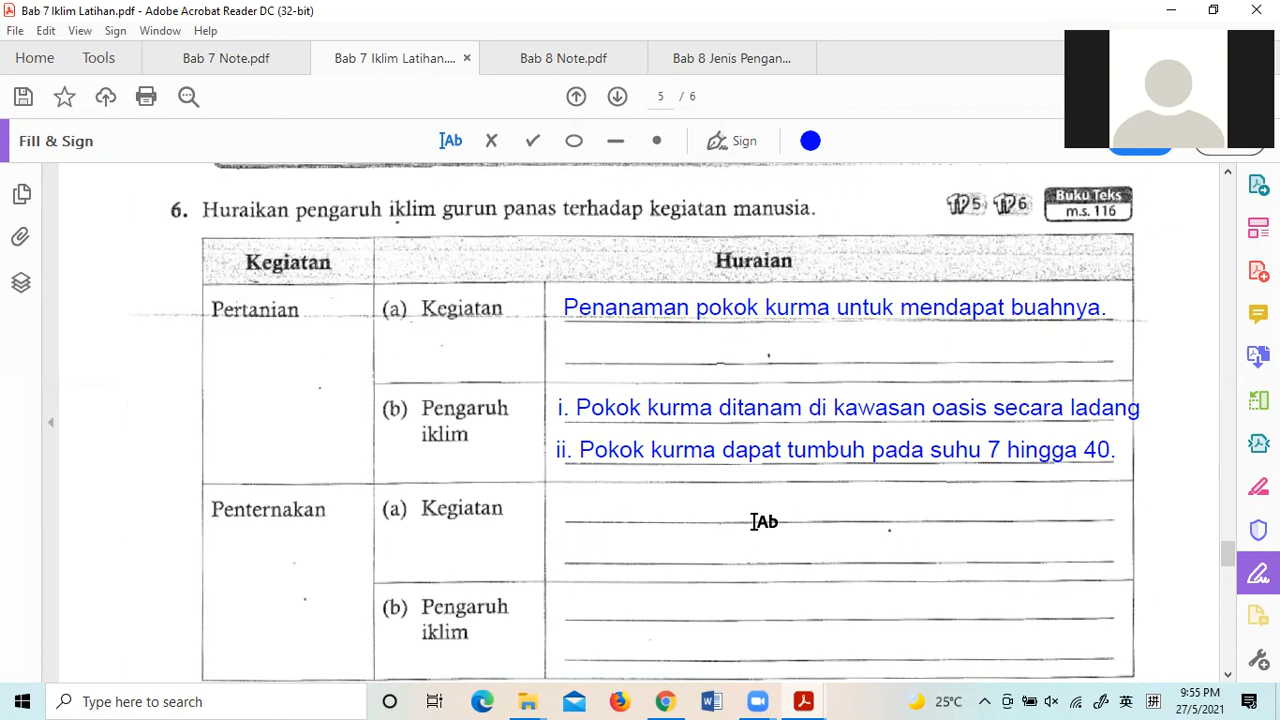 Bab 7 Iklim Latihan.pdf - Adobe Acrobat Reader DC (32-bit)
File Edit View Sign Window Help
Home Tools Bab 7 Note.pdf Bab 7 Iklim Latihan.... × Bab 8 Note.pdf Bab 8 Jenis Pengan...
5 / 6
Fill & Sign Ab Sign
6. Huraikan pengaruh iklim gurun panas terhadap kegiatan manusia. TP5 TP6 Buku Teks
m.s. 116
Kegiatan Huraian
Pertanian (a) Kegiatan Penanaman pokok kurma untuk mendapat buahnya.
(b) Pengaruh i. Pokok kurma ditanam di kawasan oasis secara ladang
iklim ii. Pokok kurma dapat tumbuh pada suhu 7 hingga 40.
Penternakan (a) Kegiatan
Ab
(b) Pengaruh
iklim
Type here to search 25°C 英 拼 9:55 PM
27/5/2021